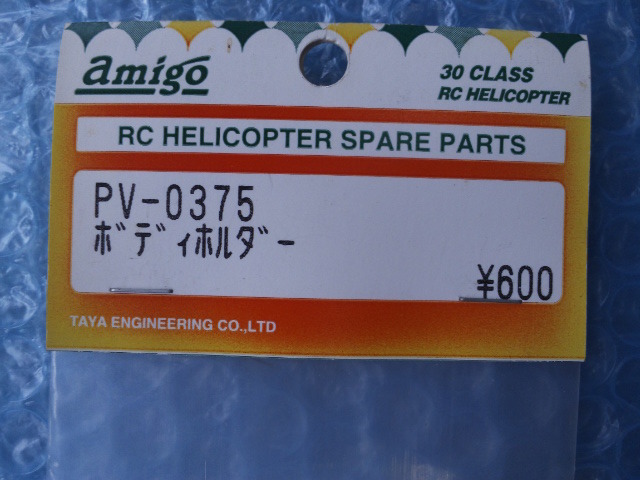 amigo
30 CLASS
RC HELICOPTER
RC HELICOPTER SPARE PARTS
PV-0375
ﾎﾞﾃﾞｨﾎﾙﾀﾞｰ
¥600
TAYA ENGINEERING CO.,LTD